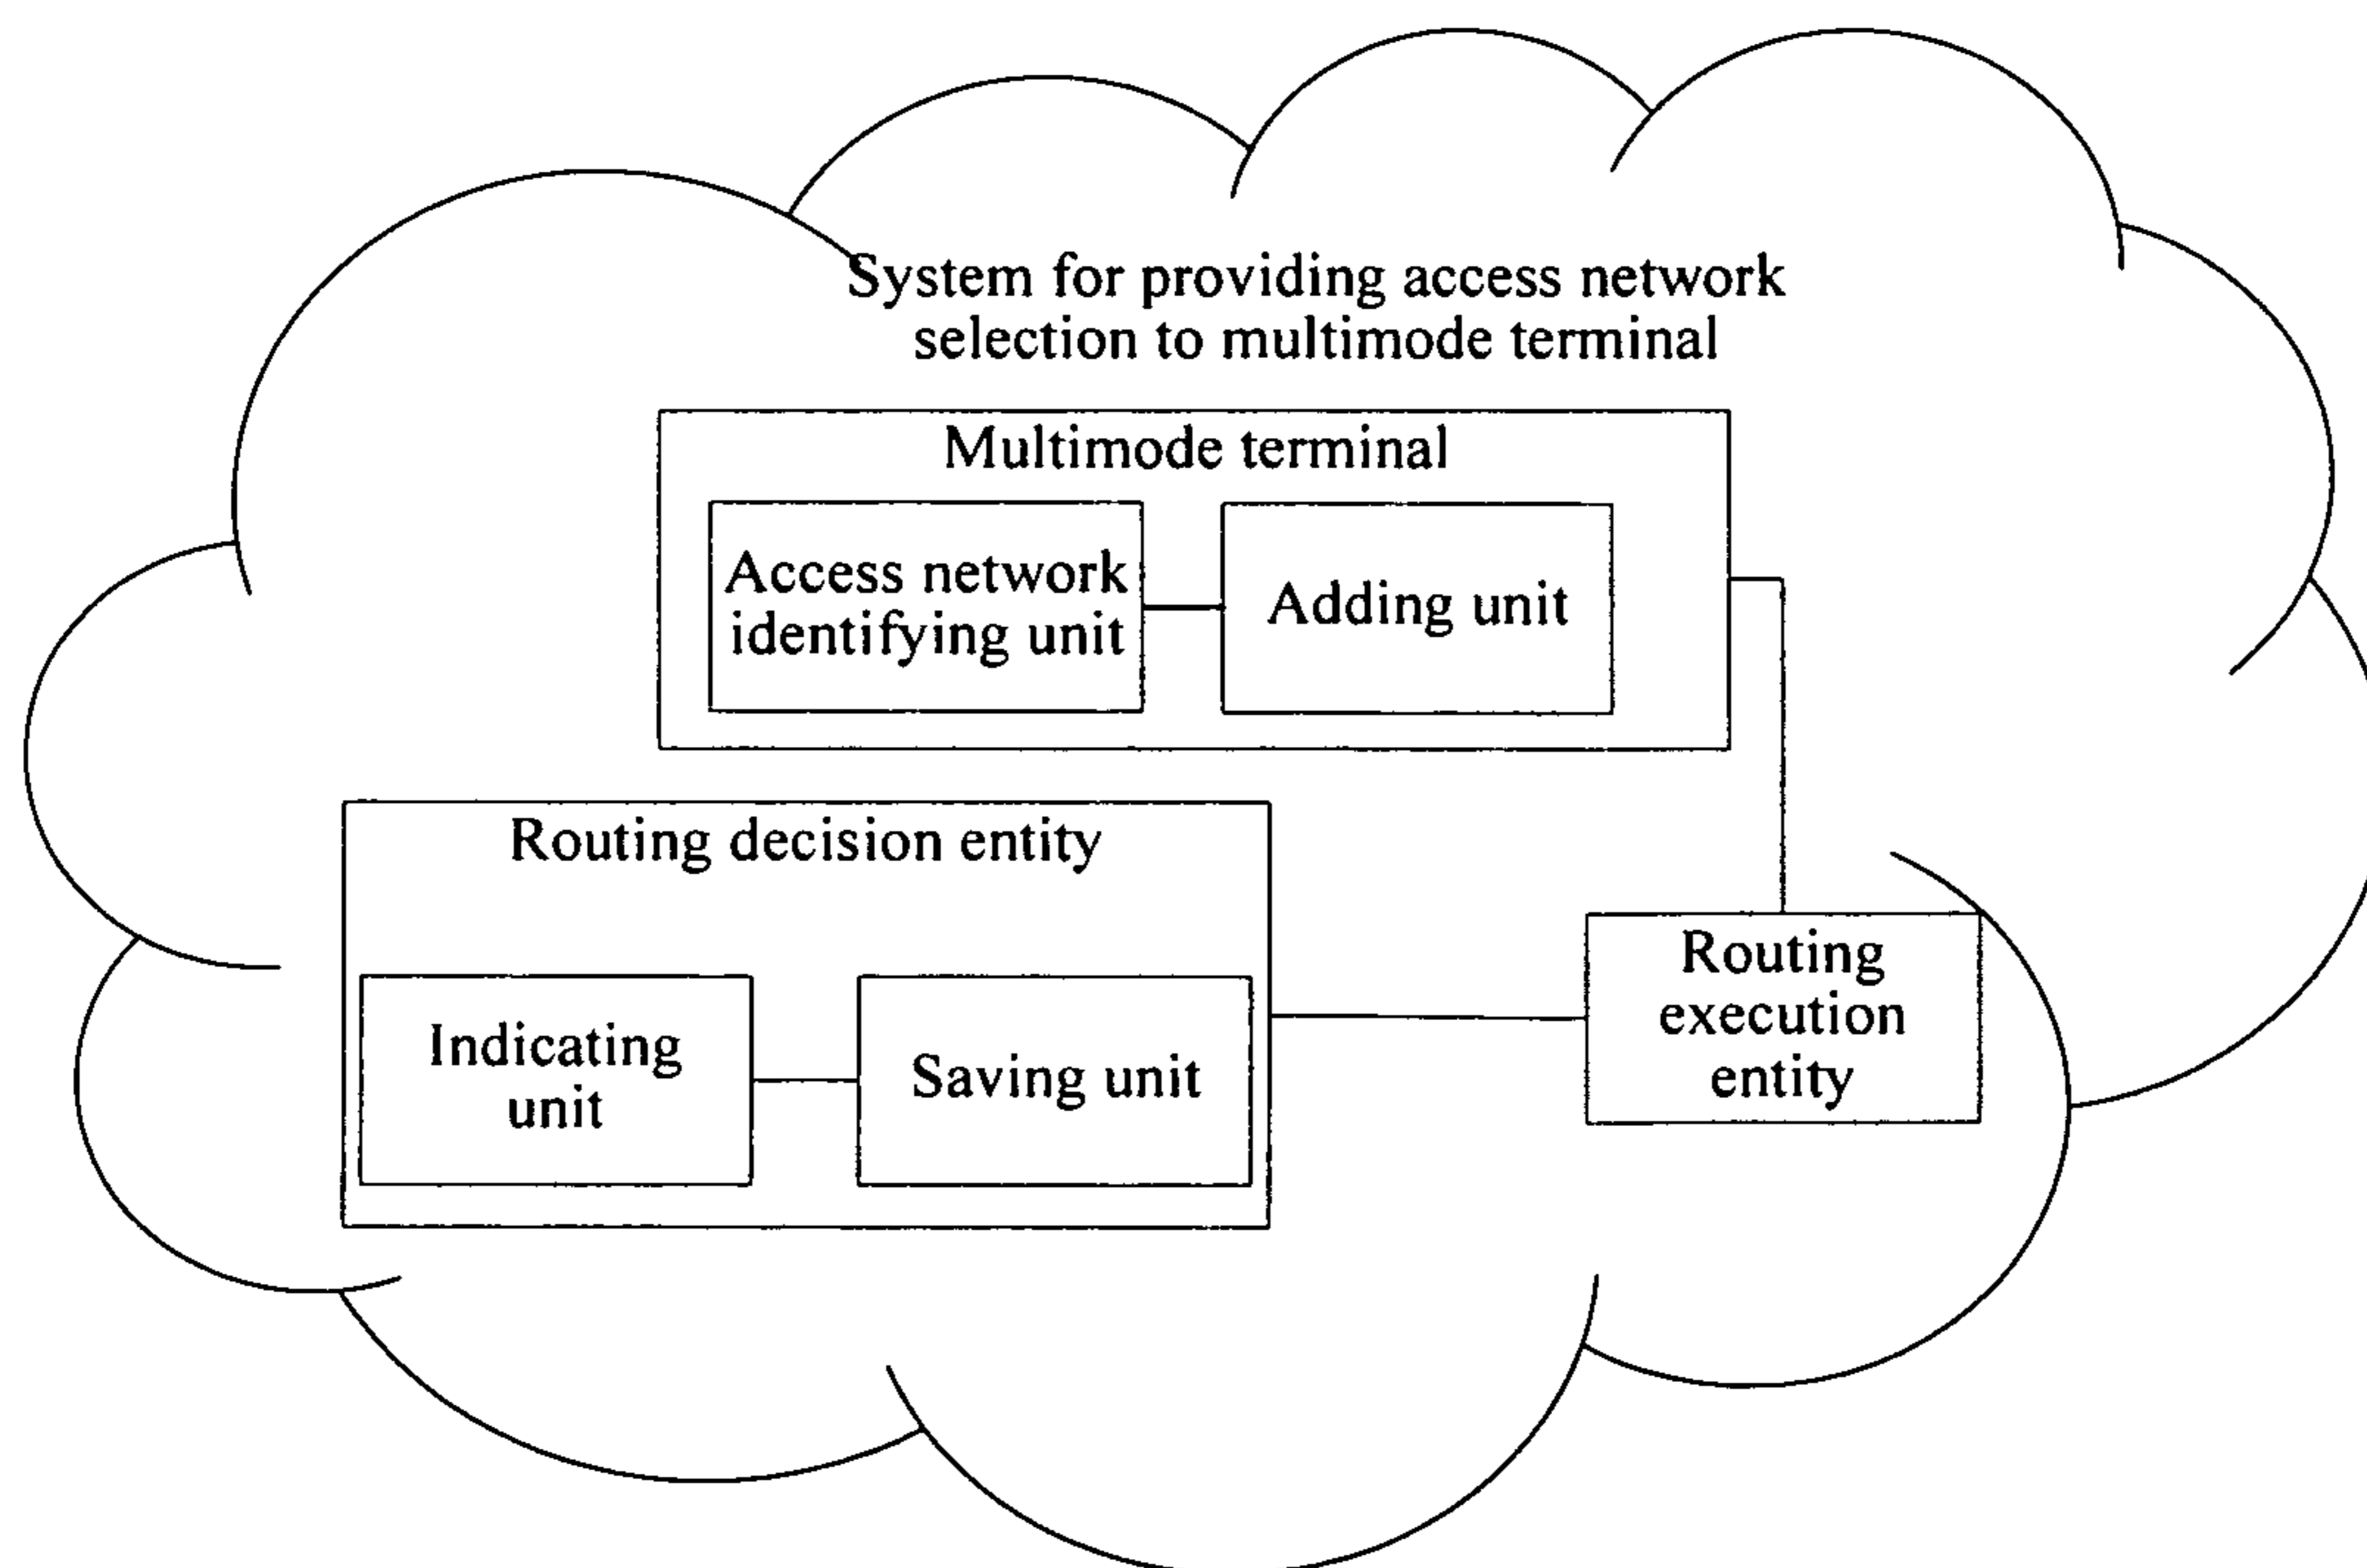 System for providing access network
selection to multimode terminal
Multimode terminal
Access network
identifying unit
Adding unit
Routing decision entity
Indicating
unit
Saving unit
Routing
execution
entity